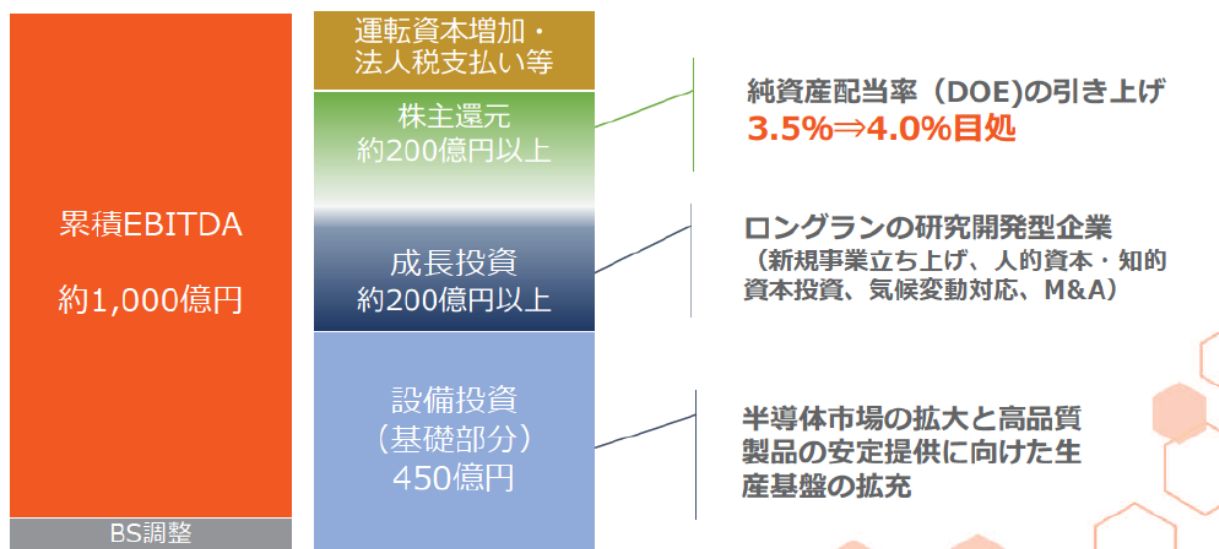 累積EBITDA
約1,000億円
BS調整
運転資本増加・
法人税支払い等
株主還元
約200億円以上
成長投資
約200億円以上
設備投資
（基礎部分）
450億円
純資産配当率（DOE)の引き上げ
3.5%⇒4.0%目処
ロングランの研究開発型企業
（新規事業立ち上げ、人的資本・知的
資本投資、気候変動対応、M&A）
半導体市場の拡大と高品質
製品の安定提供に向けた生
産基盤の拡充